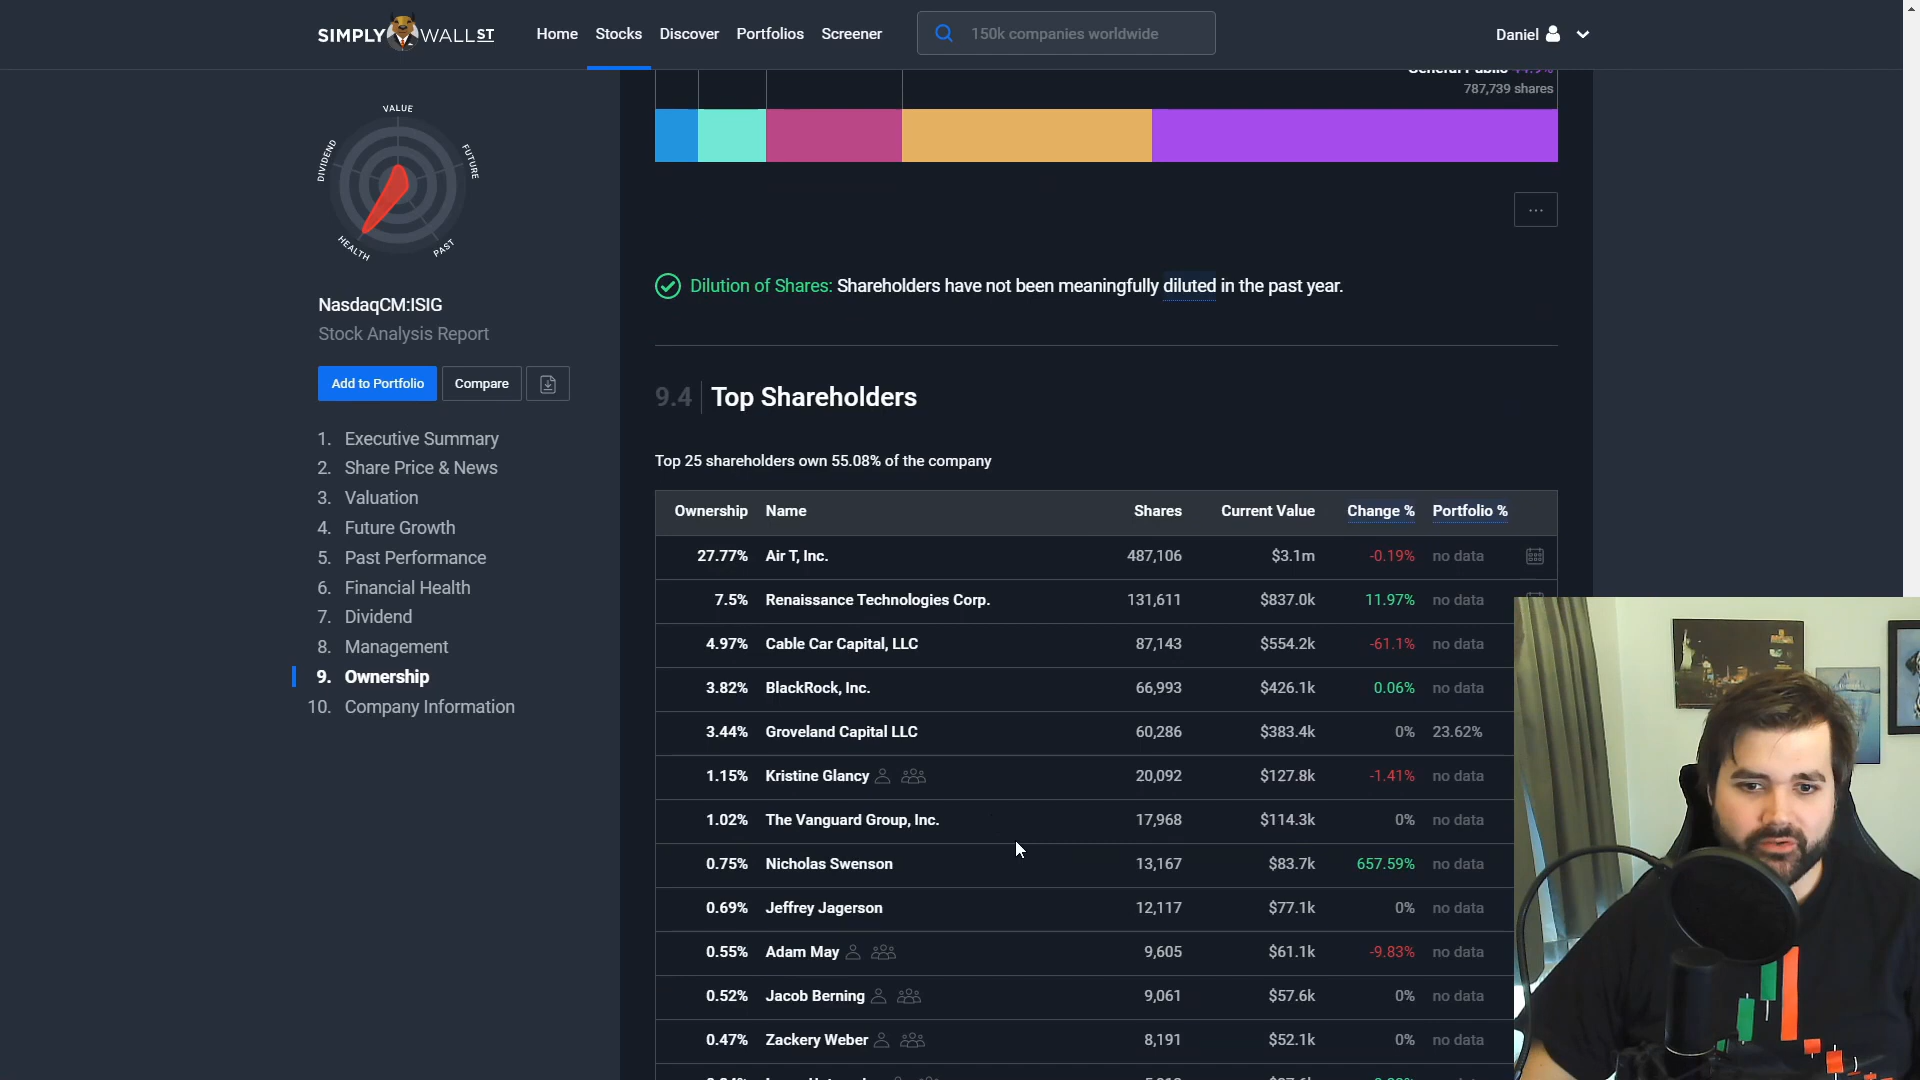 SIMPLY WALL ST
Home Stocks Discover Portfolios Screener
150k companies worldwide
Daniel
General Public 44.9%
787,739 shares
VALUE
FUTURE
PAST
HEALTH
DIVIDEND
...
Dilution of Shares: Shareholders have not been meaningfully diluted in the past year.
NasdaqCM:ISIG
Stock Analysis Report
Add to Portfolio Compare
1. Executive Summary
2. Share Price & News
3. Valuation
4. Future Growth
5. Past Performance
6. Financial Health
7. Dividend
8. Management
9. Ownership
10. Company Information
9.4 Top Shareholders
Top 25 shareholders own 55.08% of the company
Ownership Name Shares Current Value Change % Portfolio %
27.77% Air T, Inc. 487,106 $3.1m -0.19% no data
7.5% Renaissance Technologies Corp. 131,611 $837.0k 11.97% no data
4.97% Cable Car Capital, LLC 87,143 $554.2k -61.1% no data
3.82% BlackRock, Inc. 66,993 $426.1k 0.06% no data
3.44% Groveland Capital LLC 60,286 $383.4k 0% 23.62%
1.15% Kristine Glancy 20,092 $127.8k -1.41% no data
1.02% The Vanguard Group, Inc. 17,968 $114.3k 0% no data
0.75% Nicholas Swenson 13,167 $83.7k 657.59% no data
0.69% Jeffrey Jagerson 12,117 $77.1k 0% no data
0.55% Adam May 9,605 $61.1k -9.83% no data
0.52% Jacob Berning 9,061 $57.6k 0% no data
0.47% Zackery Weber 8,191 $52.1k 0% no data